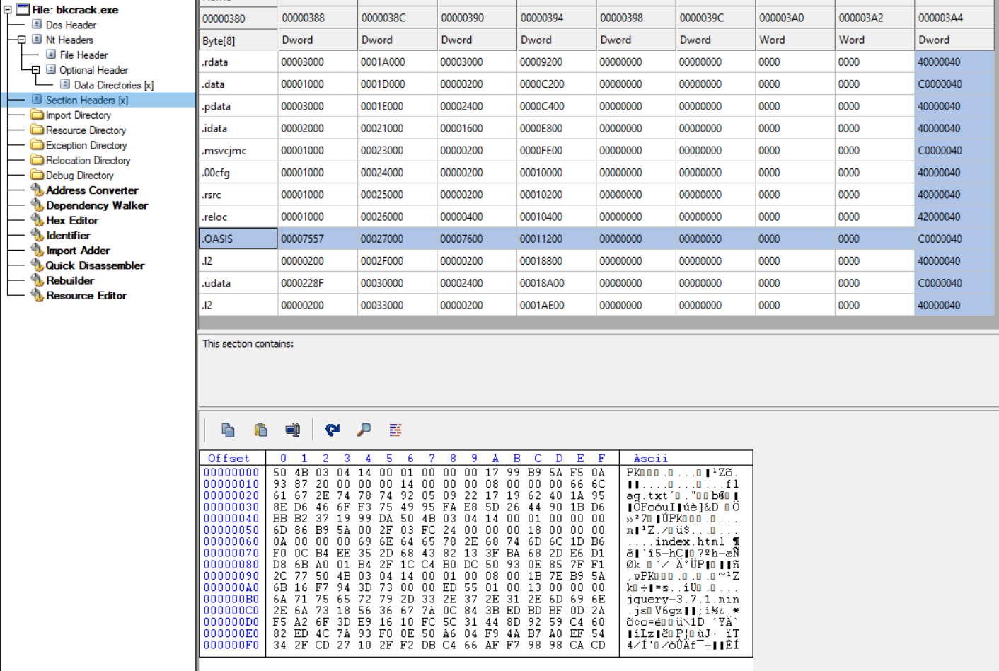 File: bkcrack.exe
Dos Header
Nt Headers
File Header
Optional Header
Data Directories [x]
Section Headers [x]
Import Directory
Resource Directory
Exception Directory
Relocation Directory
Debug Directory
Address Converter
Dependency Walker
Hex Editor
Identifier
Import Adder
Quick Disassembler
Rebuilder
Resource Editor
00000380 00000388 0000038C 00000390 00000394 00000398 0000039C 000003A0 000003A2 000003A4
Byte[8] Dword Dword Dword Dword Dword Dword Word Word Dword
.rdata 00003000 0001A000 00003000 00009200 00000000 00000000 0000 0000 40000040
.data 00001000 0001D000 00000200 0000C200 00000000 00000000 0000 0000 C0000040
.pdata 00003000 0001E000 00002400 0000C400 00000000 00000000 0000 0000 40000040
.idata 00002000 00021000 00001600 0000E800 00000000 00000000 0000 0000 40000040
.msvcjmc 00001000 00023000 00000200 0000FE00 00000000 00000000 0000 0000 C0000040
.00cfg 00001000 00024000 00000200 00010000 00000000 00000000 0000 0000 40000040
.rsrc 00001000 00025000 00000200 00010200 00000000 00000000 0000 0000 40000040
.reloc 00001000 00026000 00000400 00010400 00000000 00000000 0000 0000 42000040
.OASIS 00007557 00027000 00007600 00011200 00000000 00000000 0000 0000 C0000040
.l2 00000200 0002F000 00000200 00018800 00000000 00000000 0000 0000 40000040
.udata 0000228F 00030000 00002400 00018A00 00000000 00000000 0000 0000 C0000040
.l2 00000200 00033000 00000200 0001AE00 00000000 00000000 0000 0000 40000040
This section contains:
Offset 0 1 2 3 4 5 6 7 8 9 A B C D E F Ascii
00000000 50 4B 03 04 14 00 01 00 00 00 17 99 B9 5A F5 0A
00000010 93 87 20 00 00 00 14 00 00 00 08 00 00 00 66 6C
00000020 61 67 2E 74 78 74 92 05 09 22 17 19 62 40 1A 95
00000030 8E D6 46 6F F3 75 49 95 FA E8 5D 26 44 90 1B D6
00000040 BB B2 37 19 99 DA 50 4B 03 04 14 00 01 00 00 00
00000050 6D 86 B9 5A 00 2F 03 FC 24 00 00 00 18 00 00 00
00000060 0A 00 00 00 69 6E 64 65 78 2E 68 74 6D 6C 1D B6
00000070 F0 0C B4 EE 35 2D 68 43 82 13 3F BA 68 2D E6 D1
00000080 D8 6B A0 01 B4 2F 1C C4 B0 DC 50 93 0E 85 7F F1
00000090 2C 77 50 4B 03 04 14 00 01 00 08 00 1B 7E B9 5A
000000A0 6B 16 F7 94 3D 73 00 00 ED 55 01 00 13 00 00 00
000000B0 6A 71 75 65 72 79 2D 33 2E 37 2E 31 2E 6D 69 6E jquery-3.7.1.min
000000C0 2E 6A 73 18 56 36 67 7A 0C 84 3B ED BD BF 0D 2A
000000D0 F5 A2 6F 3D E9 16 10 FC 5C 31 44 8D 92 59 C4 60
000000E0 82 ED 4C 7A 93 F0 0E 50 A6 04 F9 4A B7 A0 EF 54
000000F0 34 2F CD 27 10 2F F2 DB C4 66 AF F7 98 98 CA CD